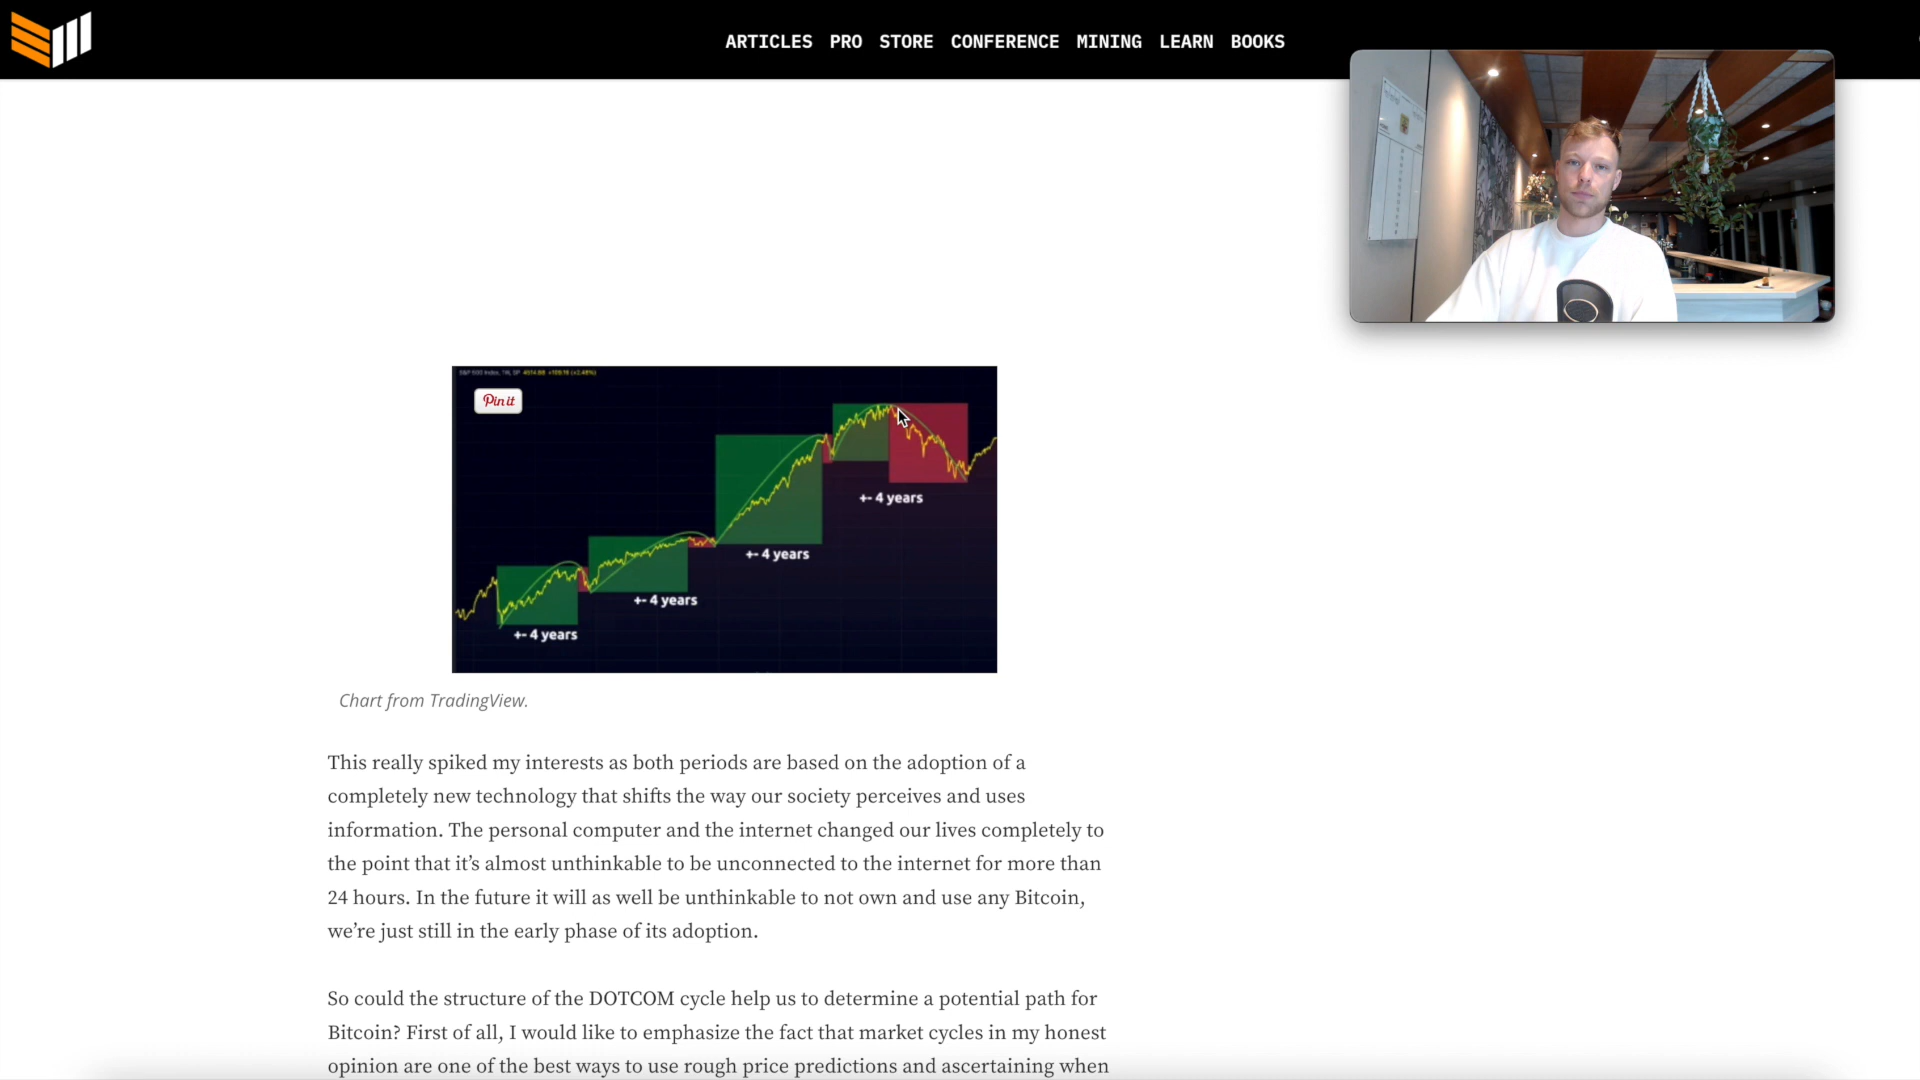 ARTICLES PRO STORE CONFERENCE MINING LEARN BOOKS
S&P 500 Index, 1W, SP
Pin it
+- 4 years
+- 4 years
+- 4 years
+- 4 years
Chart from TradingView.
This really spiked my interests as both periods are based on the adoption of a
completely new technology that shifts the way our society perceives and uses
information. The personal computer and the internet changed our lives completely to
the point that it’s almost unthinkable to be unconnected to the internet for more than
24 hours. In the future it will as well be unthinkable to not own and use any Bitcoin,
we’re just still in the early phase of its adoption.
So could the structure of the DOTCOM cycle help us to determine a potential path for
Bitcoin? First of all, I would like to emphasize the fact that market cycles in my honest
opinion are one of the best ways to use rough price predictions and ascertaining when